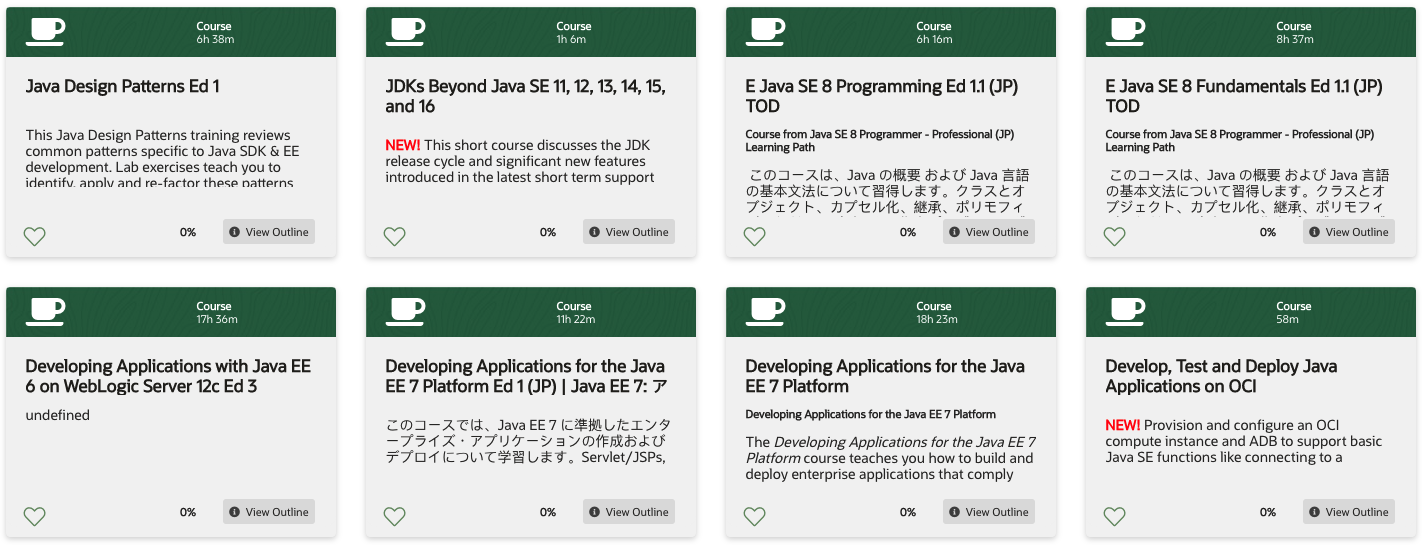 Course
6h 38m
Java Design Patterns Ed 1
This Java Design Patterns training reviews
common patterns specific to Java SDK & EE
development. Lab exercises teach you to
identify, apply and re-factor these patterns
0%
View Outline
Course
1h 6m
JDKs Beyond Java SE 11, 12, 13, 14, 15,
and 16
NEW! This short course discusses the JDK
release cycle and significant new features
introduced in the latest short term support
0%
View Outline
Course
6h 16m
E Java SE 8 Programming Ed 1.1 (JP)
TOD
Course from Java SE 8 Programmer - Professional (JP)
Learning Path
このコースは、Java の概要 および Java 言語
の基本文法について習得します。クラスとオ
ブジェクト、カプセル化、継承、ポリモフィ
0%
View Outline
Course
8h 37m
E Java SE 8 Fundamentals Ed 1.1 (JP)
TOD
Course from Java SE 8 Programmer - Professional (JP)
Learning Path
このコースは、Java の概要 および Java 言語
の基本文法について習得します。クラスとオ
ブジェクト、カプセル化、継承、ポリモフィ
0%
View Outline
Course
17h 36m
Developing Applications with Java EE
6 on WebLogic Server 12c Ed 3
undefined
0%
View Outline
Course
11h 22m
Developing Applications for the Java
EE 7 Platform Ed 1 (JP) | Java EE 7: ア
このコースでは、Java EE 7 に準拠したエンタ
ープライズ・アプリケーションの作成および
デプロイについて学習します。Servlet/JSPs,
0%
View Outline
Course
18h 23m
Developing Applications for the Java
EE 7 Platform
Developing Applications for the Java EE 7 Platform
The Developing Applications for the Java EE 7
Platform course teaches you how to build and
deploy enterprise applications that comply
0%
View Outline
Course
58m
Develop, Test and Deploy Java
Applications on OCI
NEW! Provision and configure an OCI
compute instance and ADB to support basic
Java SE functions like connecting to a
0%
View Outline